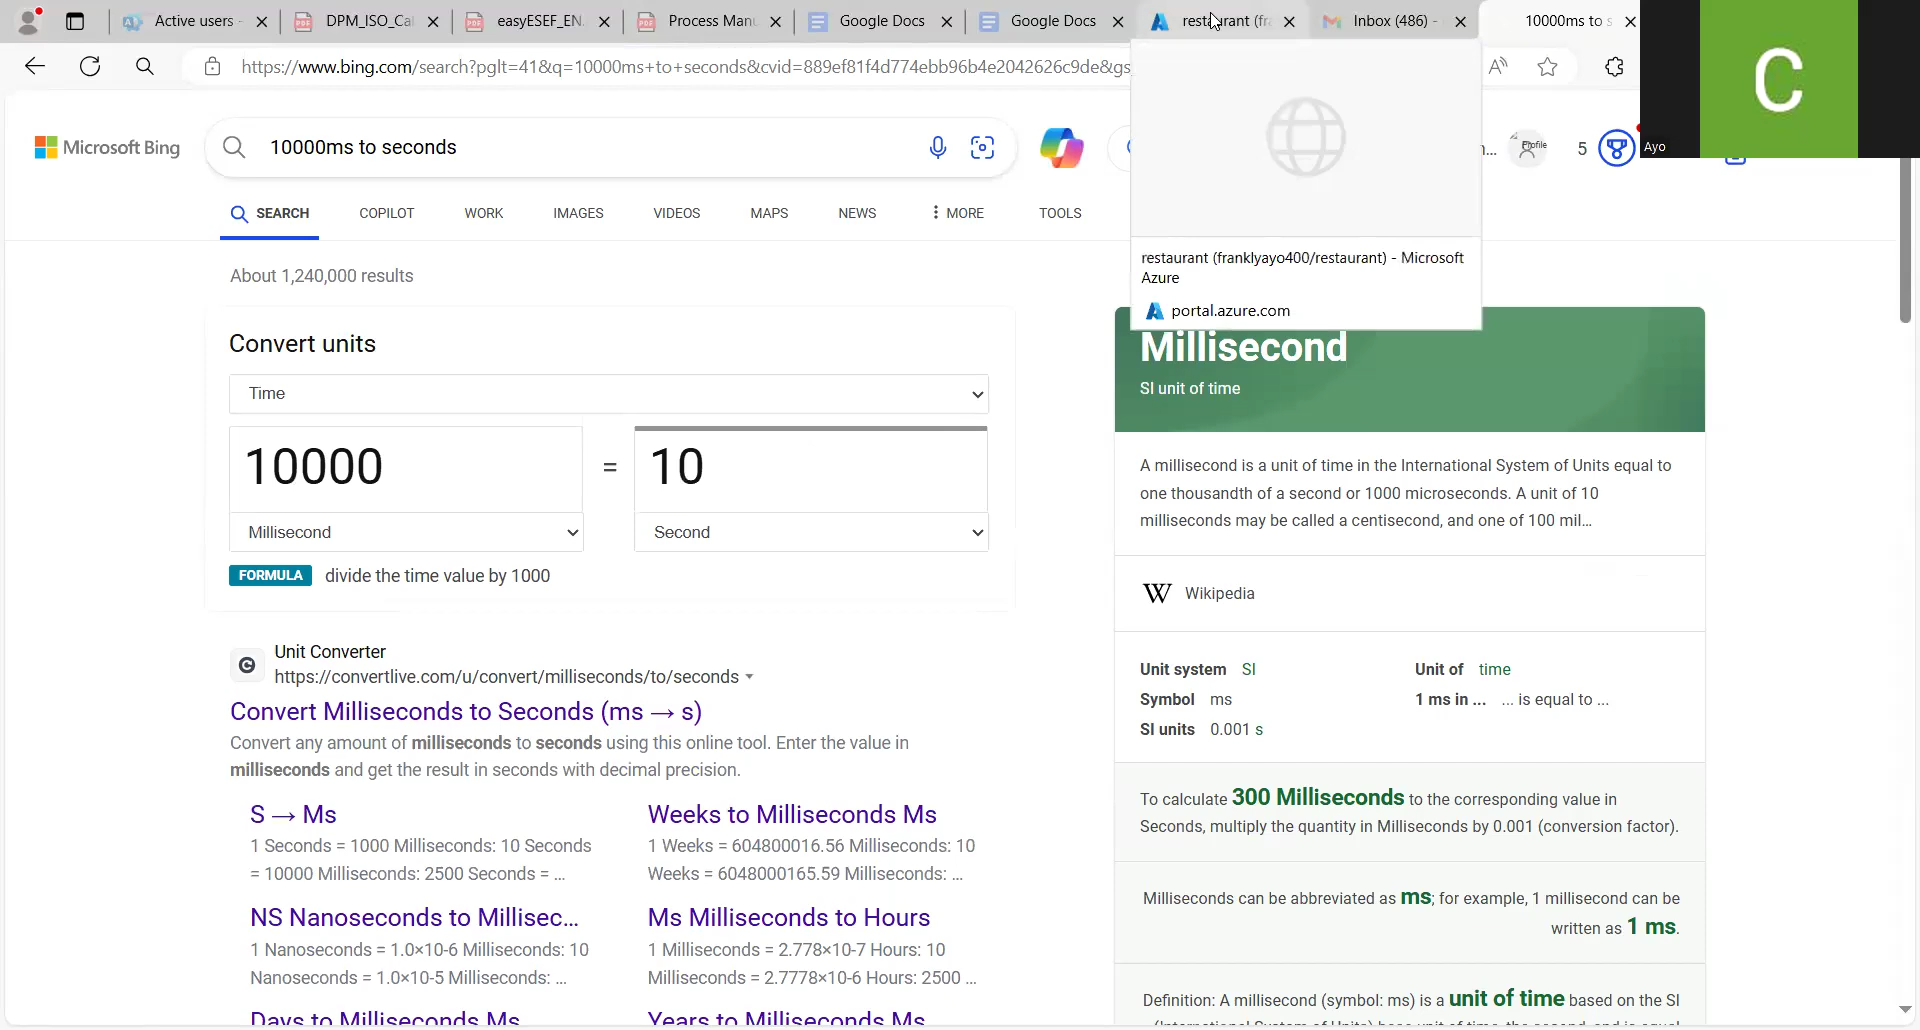 Active users -
DPM_ISO_Cal
easyESEF_EN.
Process Manu
Google Docs
Google Docs
restaurant (fr
Inbox (486) -
10000ms to s
https://www.bing.com/search?pglt=41&q=10000ms+to+seconds&cvid=889ef81f4d774ebb96b4e2042626c9de&gs
C
Ayo
Microsoft Bing
10000ms to seconds
Profile
5
SEARCH
COPILOT
WORK
IMAGES
VIDEOS
MAPS
NEWS
MORE
TOOLS
restaurant (franklyayo400/restaurant) - Microsoft
Azure
portal.azure.com
About 1,240,000 results
Convert units
Time
10000
=
10
Millisecond
Second
FORMULA
divide the time value by 1000
Unit Converter
https://convertlive.com/u/convert/milliseconds/to/seconds
Convert Milliseconds to Seconds (ms → s)
Convert any amount of milliseconds to seconds using this online tool. Enter the value in
milliseconds and get the result in seconds with decimal precision.
S → Ms
1 Seconds = 1000 Milliseconds: 10 Seconds
= 10000 Milliseconds: 2500 Seconds = ...
Weeks to Milliseconds Ms
1 Weeks = 604800016.56 Milliseconds: 10
Weeks = 6048000165.59 Milliseconds: ...
NS Nanoseconds to Millisec...
1 Nanoseconds = 1.0×10-6 Milliseconds: 10
Nanoseconds = 1.0×10-5 Milliseconds: ...
Ms Milliseconds to Hours
1 Milliseconds = 2.778×10-7 Hours: 10
Milliseconds = 2.7778×10-6 Hours: 2500 ...
Days to Milliseconds Ms
Years to Milliseconds Ms
Millisecond
SI unit of time
A millisecond is a unit of time in the International System of Units equal to
one thousandth of a second or 1000 microseconds. A unit of 10
milliseconds may be called a centisecond, and one of 100 mil...
Wikipedia
Unit system SI
Unit of time
Symbol ms
1 ms in ... ... is equal to ...
SI units 0.001 s
To calculate 300 Milliseconds to the corresponding value in
Seconds, multiply the quantity in Milliseconds by 0.001 (conversion factor).
Milliseconds can be abbreviated as ms; for example, 1 millisecond can be
written as 1 ms.
Definition: A millisecond (symbol: ms) is a unit of time based on the SI